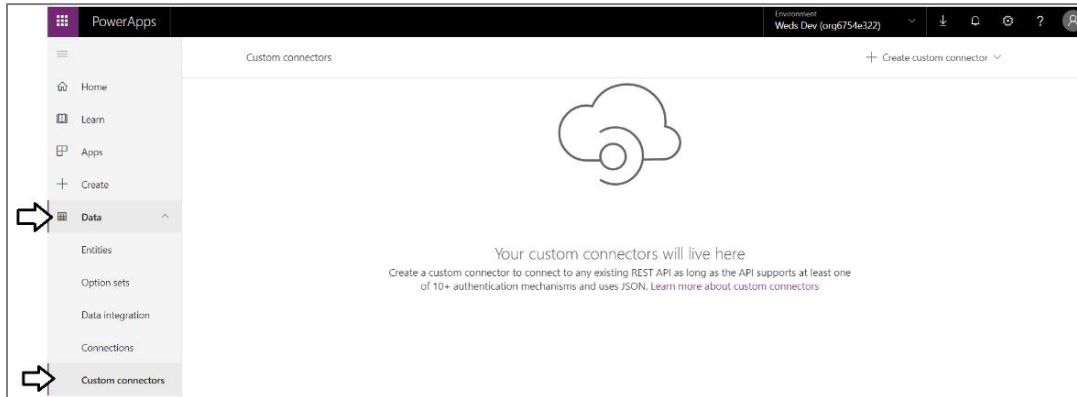 PowerApps
Environment
Weds Dev (org6754e322)
?
Custom connectors
+ Create custom connector
Home
Learn
Apps
+ Create
Data
Entities
Option sets
Data integration
Connections
Custom connectors
Your custom connectors will live here
Create a custom connector to connect to any existing REST API as long as the API supports at least one
of 10+ authentication mechanisms and uses JSON. Learn more about custom connectors